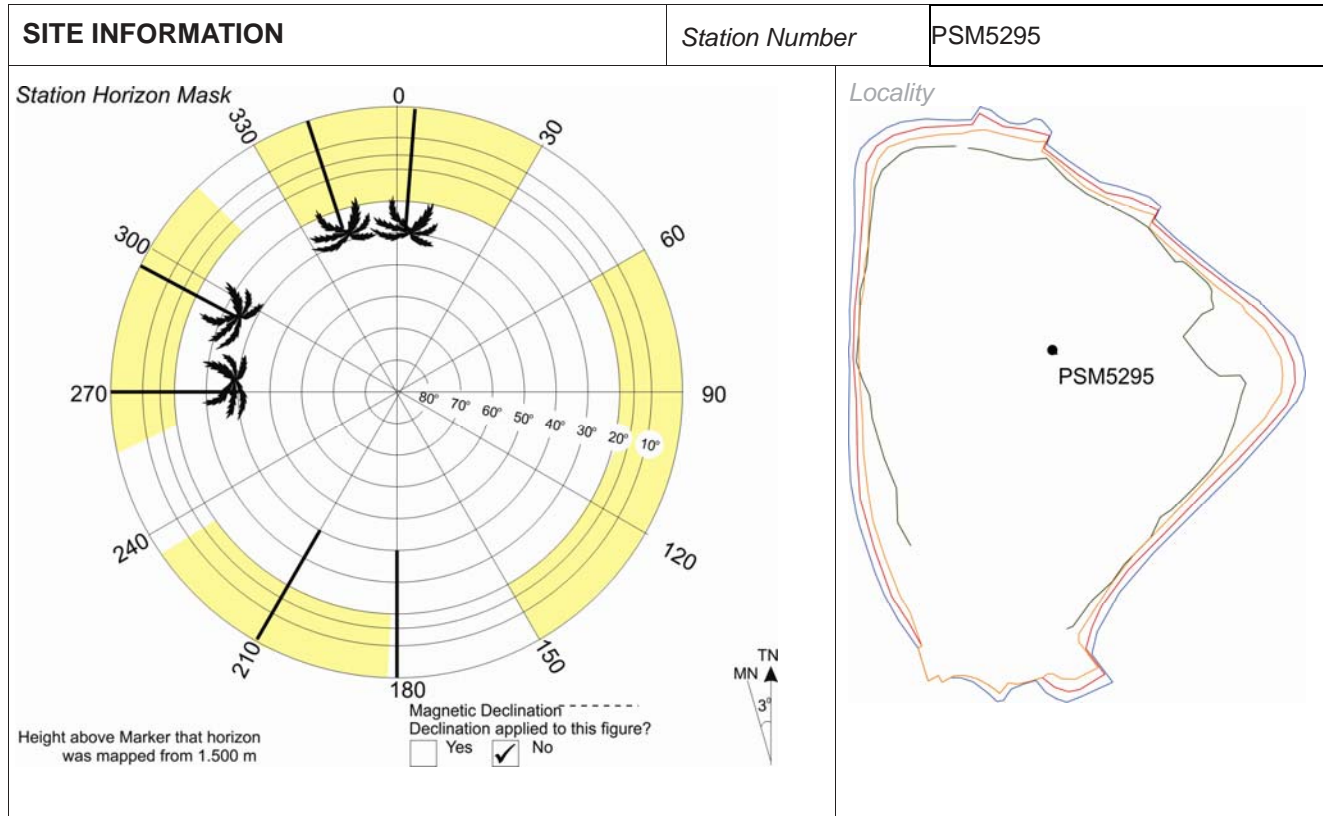 SITE INFORMATION
Station Number
PSM5295
Station Horizon Mask
Locality
0
30
60
90
120
150
180
210
240
270
300
330
80° 70° 60° 50° 40° 30° 20° 10°
PSM5295
Magnetic Declination
Declination applied to this figure?
Yes ✓ No
TN
MN
3°
Height above Marker that horizon
was mapped from 1.500 m